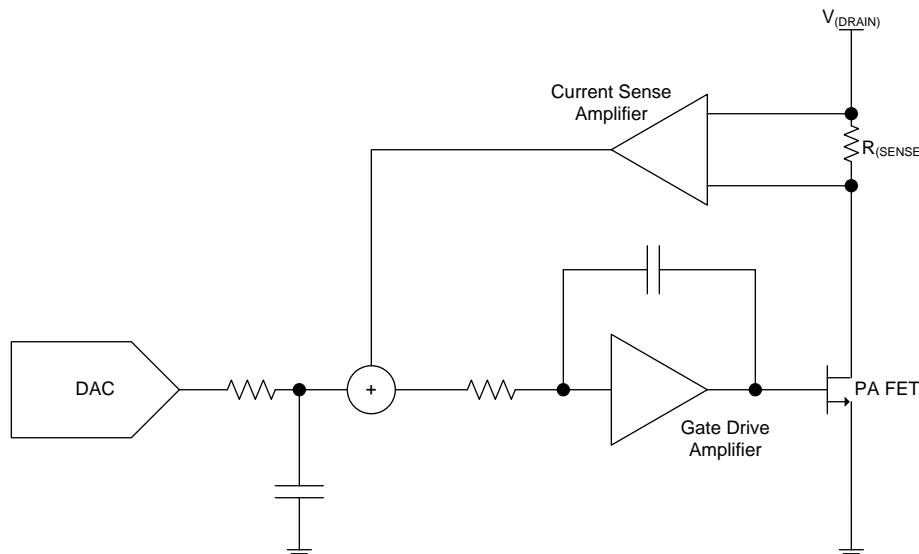 V(DRAIN)
Current Sense
Amplifier
R(SENSE
DAC
+
PA FET
Gate Drive
Amplifier